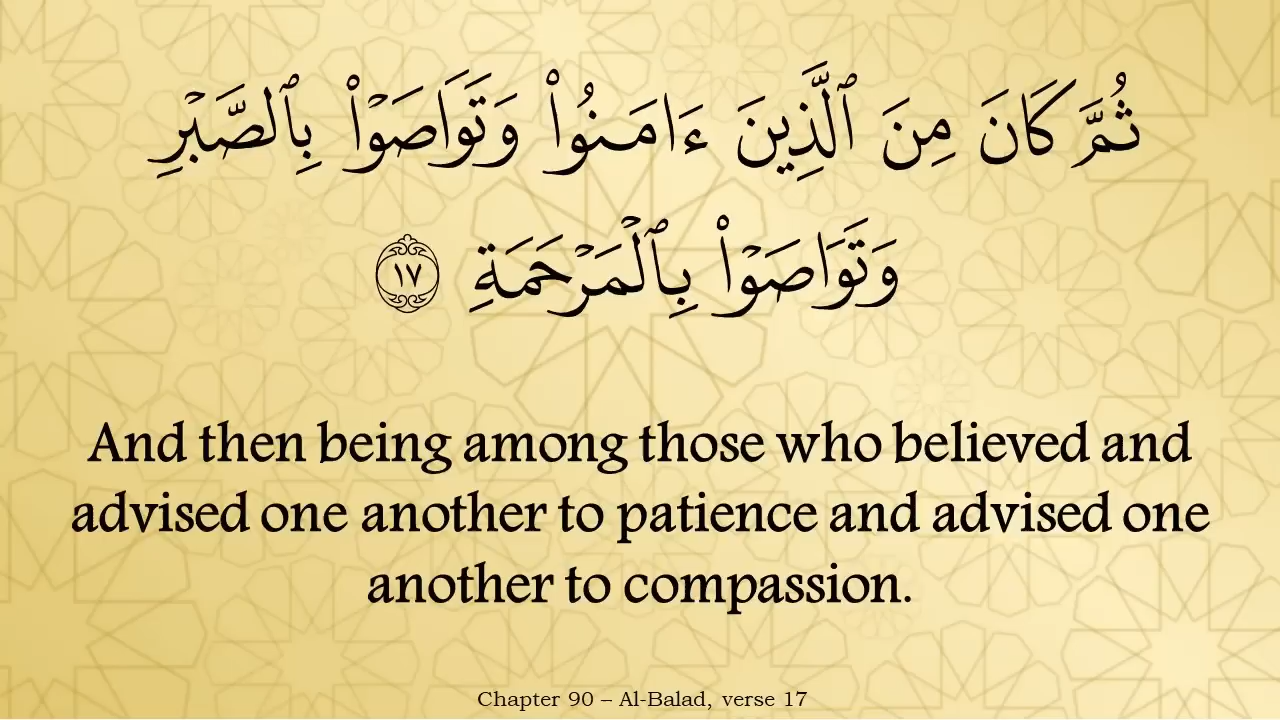 ثُمَّ كَانَ مِنَ ٱلَّذِينَ ءَامَنُوا۟ وَتَوَاصَوْا۟ بِٱلصَّبْرِ
وَتَوَاصَوْا۟ بِٱلْمَرْحَمَةِ ١٧
And then being among those who believed and
advised one another to patience and advised one
another to compassion.
Chapter 90 – Al-Balad, verse 17